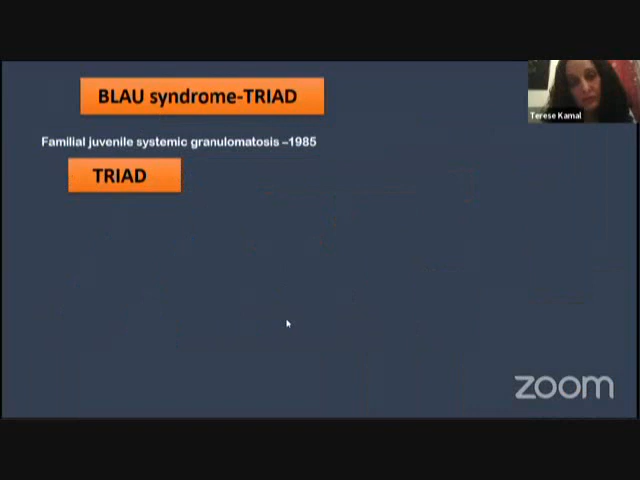 BLAU syndrome-TRIAD
Terese Kamal
Familial juvenile systemic granulomatosis –1985
TRIAD
zoom